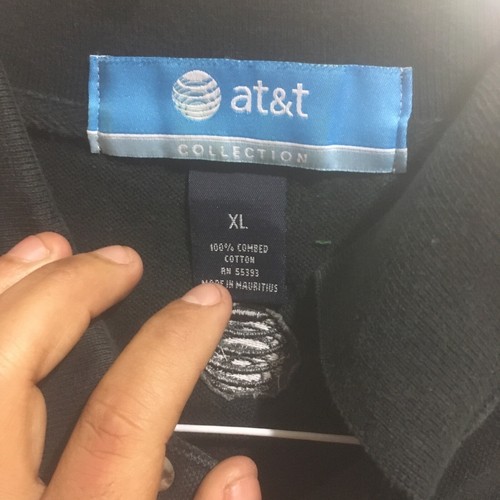 at&t
COLLECTION
XL
100% COMBED
COTTON
RN 55393
MADE IN MAURITIUS